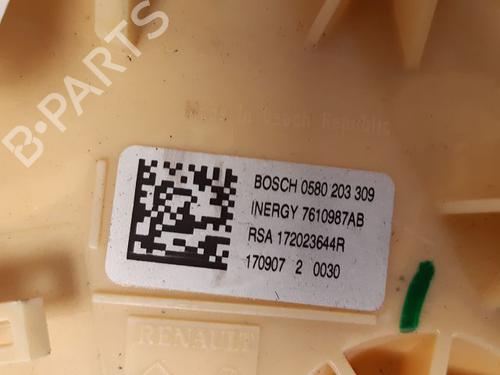 B-PARTS
Made in Czech Republic
BOSCH 0580 203 309
INERGY 7610987AB
RSA 172023644R
170907 2 0030
RENAULT